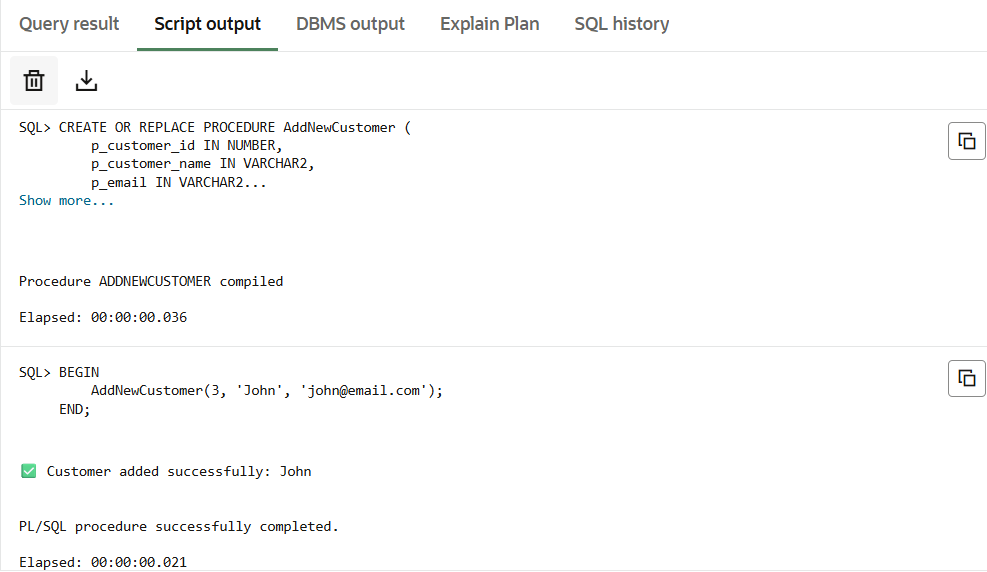 Query result Script output DBMS output Explain Plan SQL history
SQL> CREATE OR REPLACE PROCEDURE AddNewCustomer (
p_customer_id IN NUMBER,
p_customer_name IN VARCHAR2,
p_email IN VARCHAR2...
Show more...
Procedure ADDNEWCUSTOMER compiled
Elapsed: 00:00:00.036
SQL> BEGIN
AddNewCustomer(3, 'John', 'john@email.com');
END;
✅ Customer added successfully: John
PL/SQL procedure successfully completed.
Elapsed: 00:00:00.021